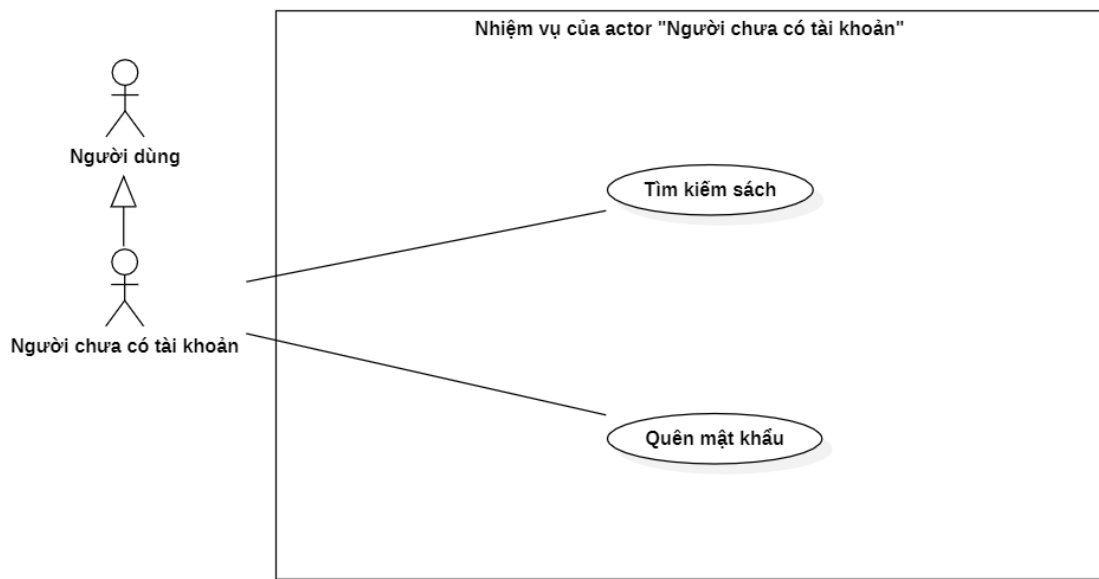 Nhiệm vụ của actor "Người chưa có tài khoản"
Người dùng
Tìm kiếm sách
Người chưa có tài khoản
Quên mật khẩu